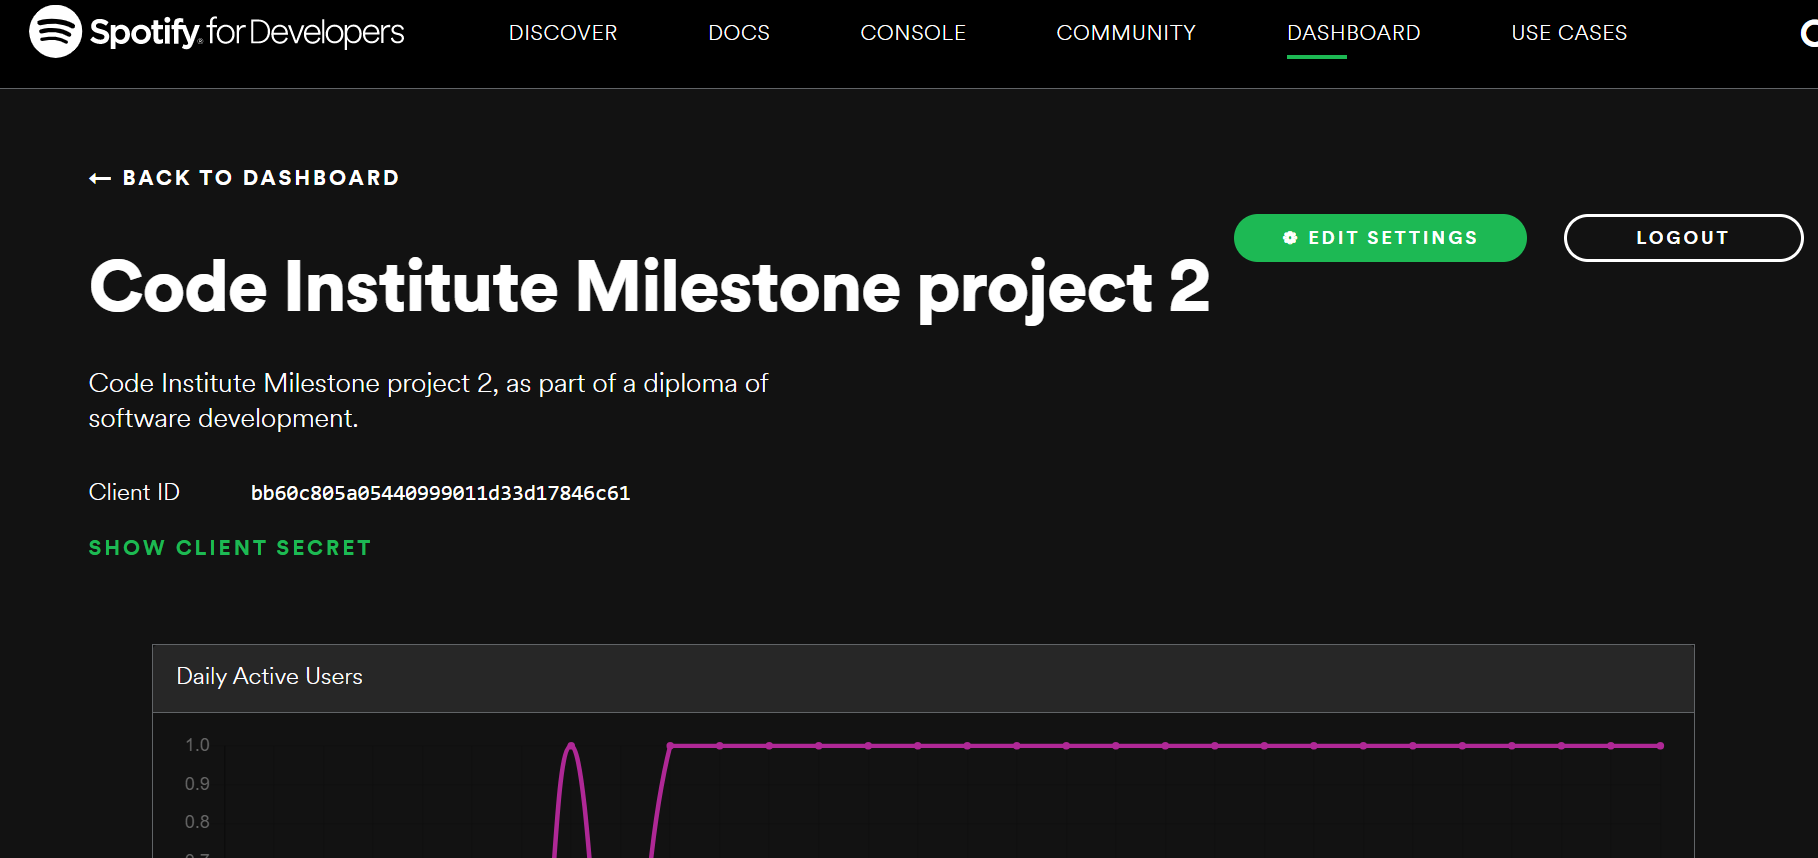 Spotify® for Developers
DISCOVER
DOCS
CONSOLE
COMMUNITY
DASHBOARD
USE CASES
← BACK TO DASHBOARD
EDIT SETTINGS
LOGOUT
Code Institute Milestone project 2
Code Institute Milestone project 2, as part of a diploma of
software development.
Client ID
bb60c805a05440999011d33d17846c61
SHOW CLIENT SECRET
Daily Active Users
1.0
0.9
0.8